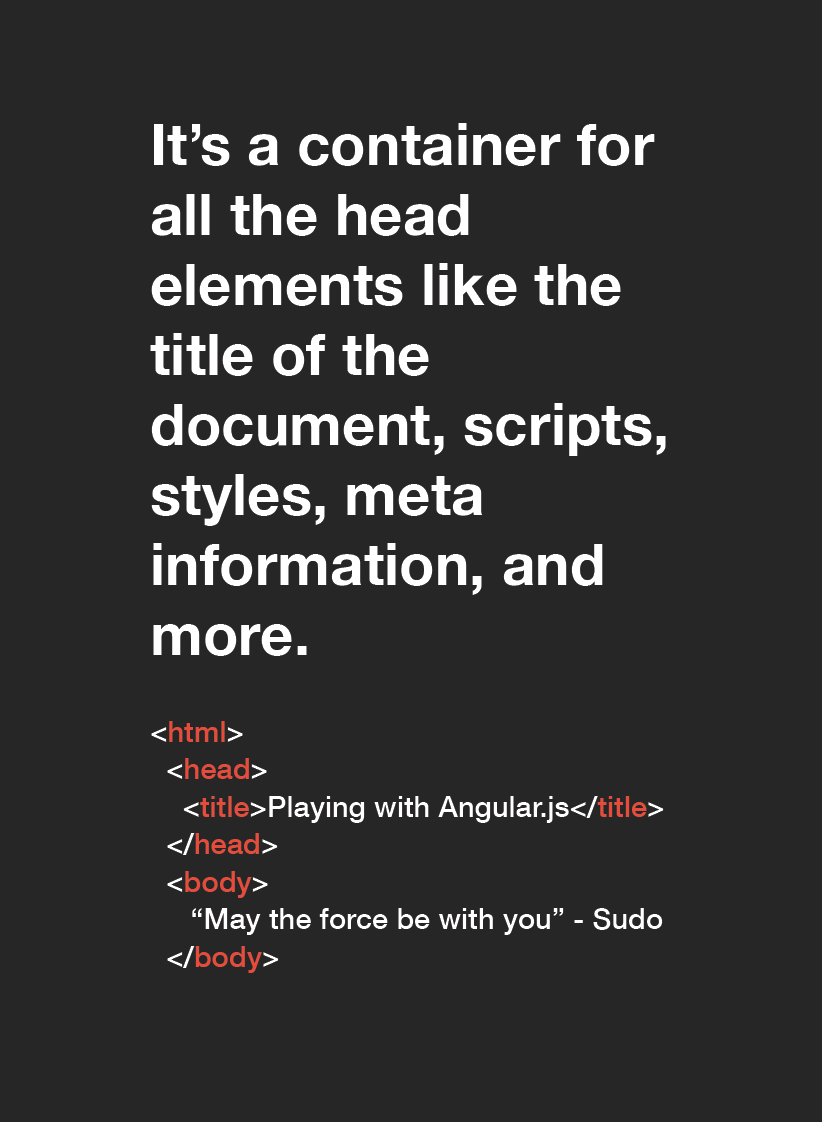 It’s a container for
all the head
elements like the
title of the
document, scripts,
styles, meta
information, and
more.
<html>
<head>
<title>Playing with Angular.js</title>
</head>
<body>
“May the force be with you” - Sudo
</body>